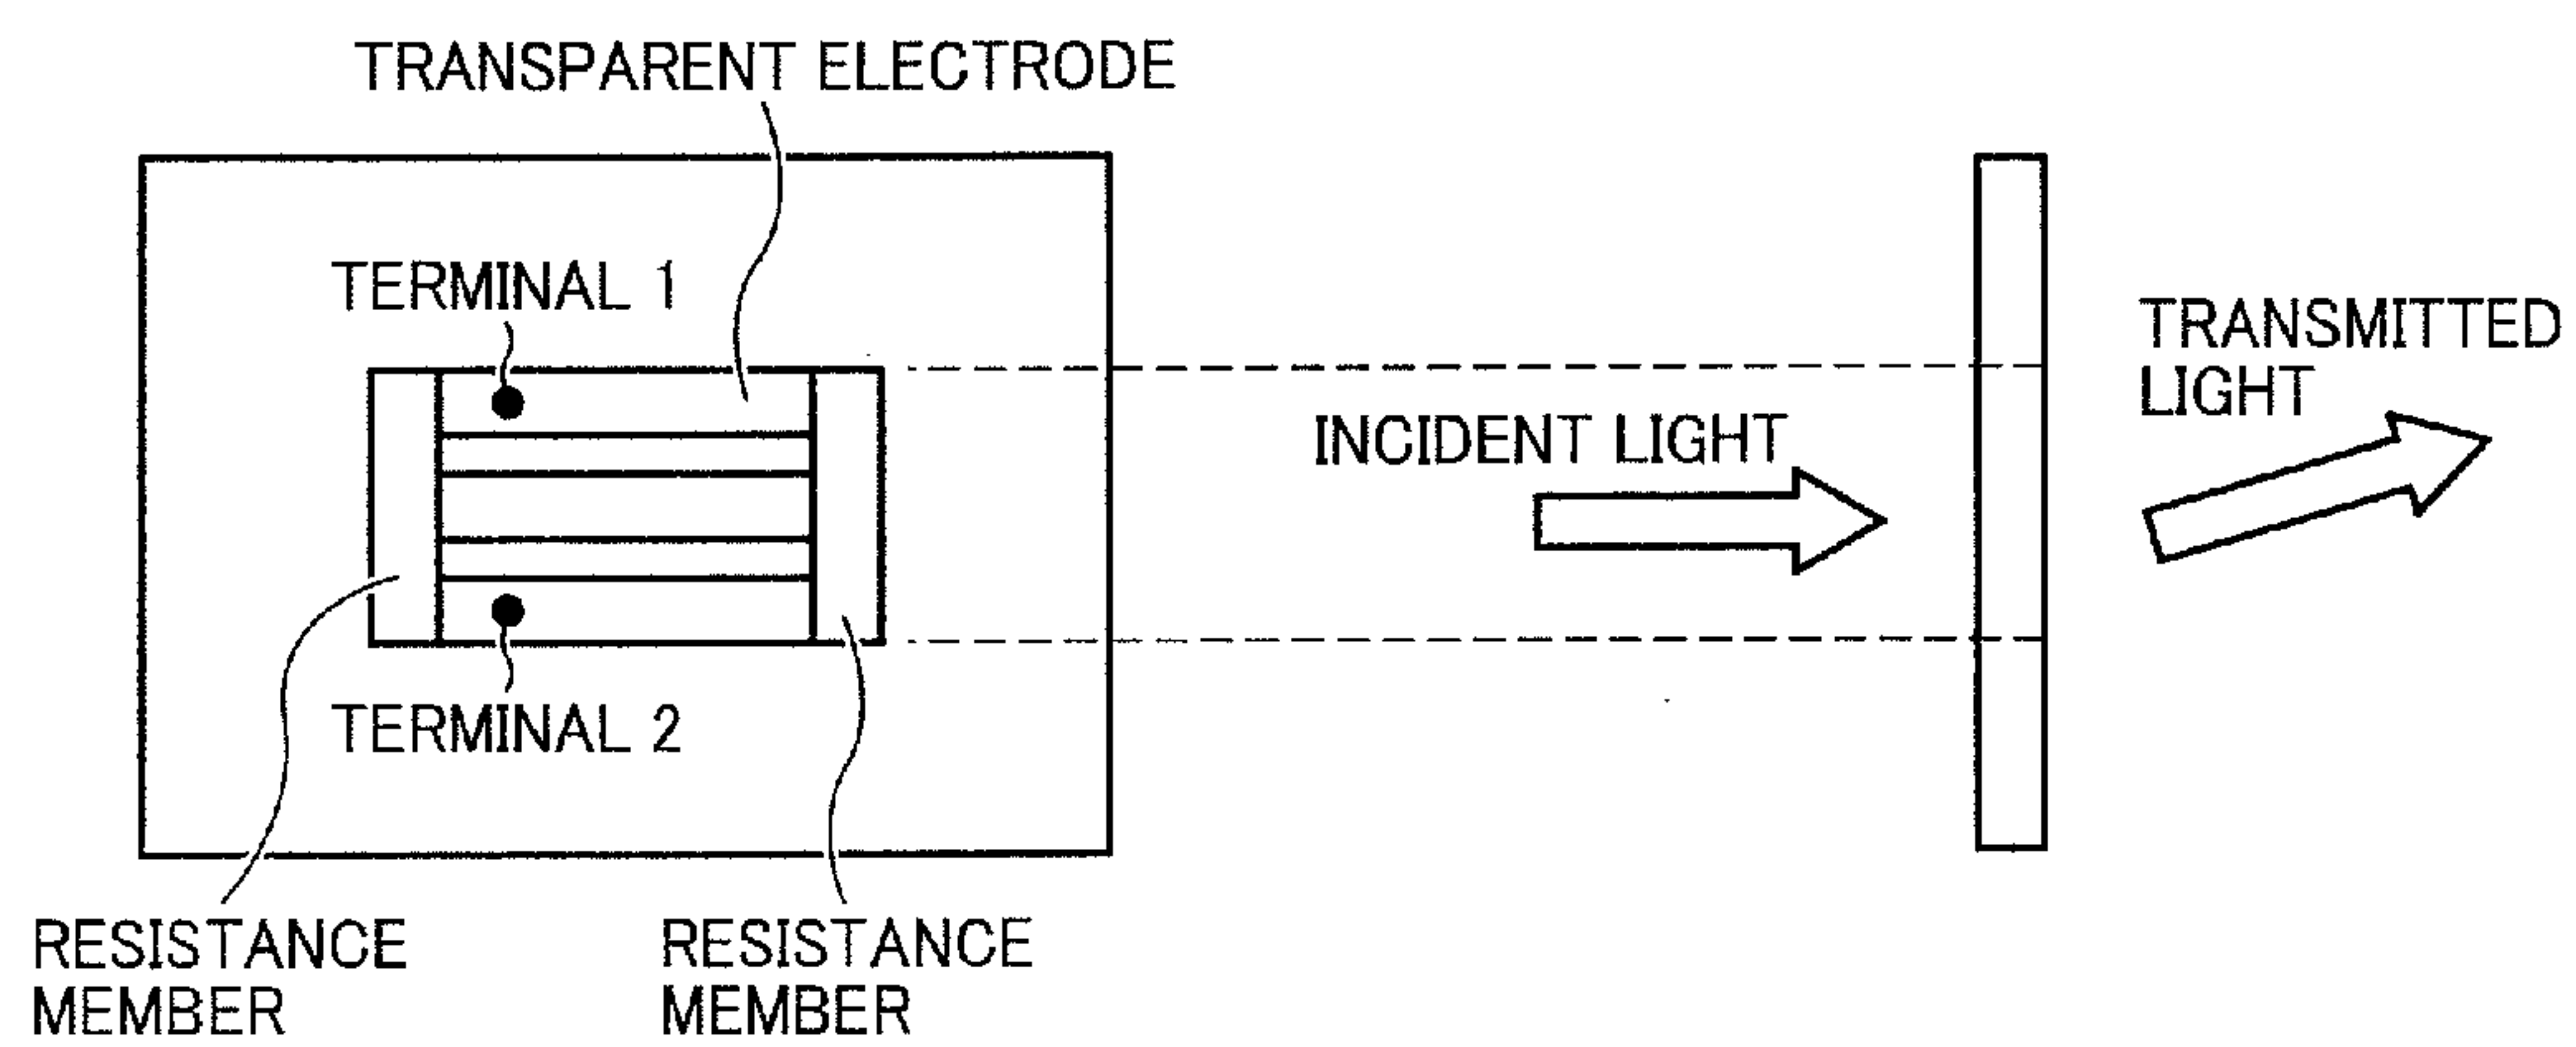 TRANSPARENT ELECTRODE
TERMINAL 1
TRANSMITTED
LIGHT
INCIDENT LIGHT
TERMINAL 2
RESISTANCE
MEMBER
RESISTANCE
MEMBER